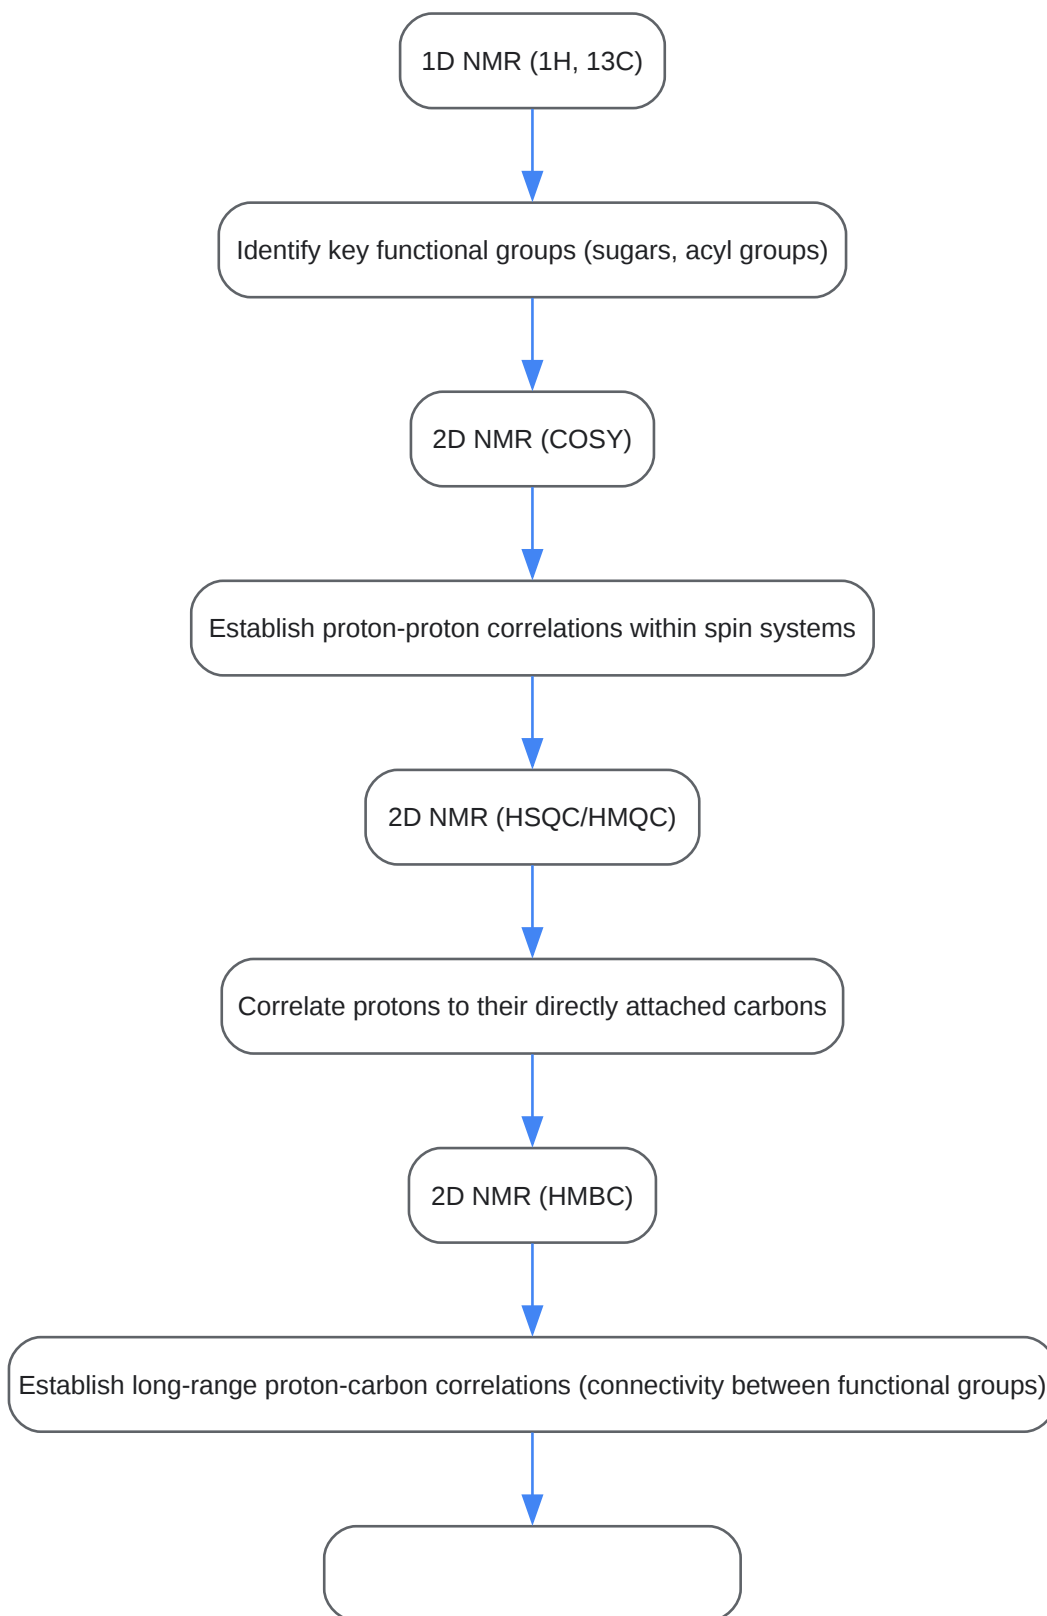 1D NMR (1H, 13C)
Identify key functional groups (sugars, acyl groups)
2D NMR (COSY)
Establish proton-proton correlations within spin systems
2D NMR (HSQC/HMQC)
Correlate protons to their directly attached carbons
2D NMR (HMBC)
Establish long-range proton-carbon correlations (connectivity between functional groups)